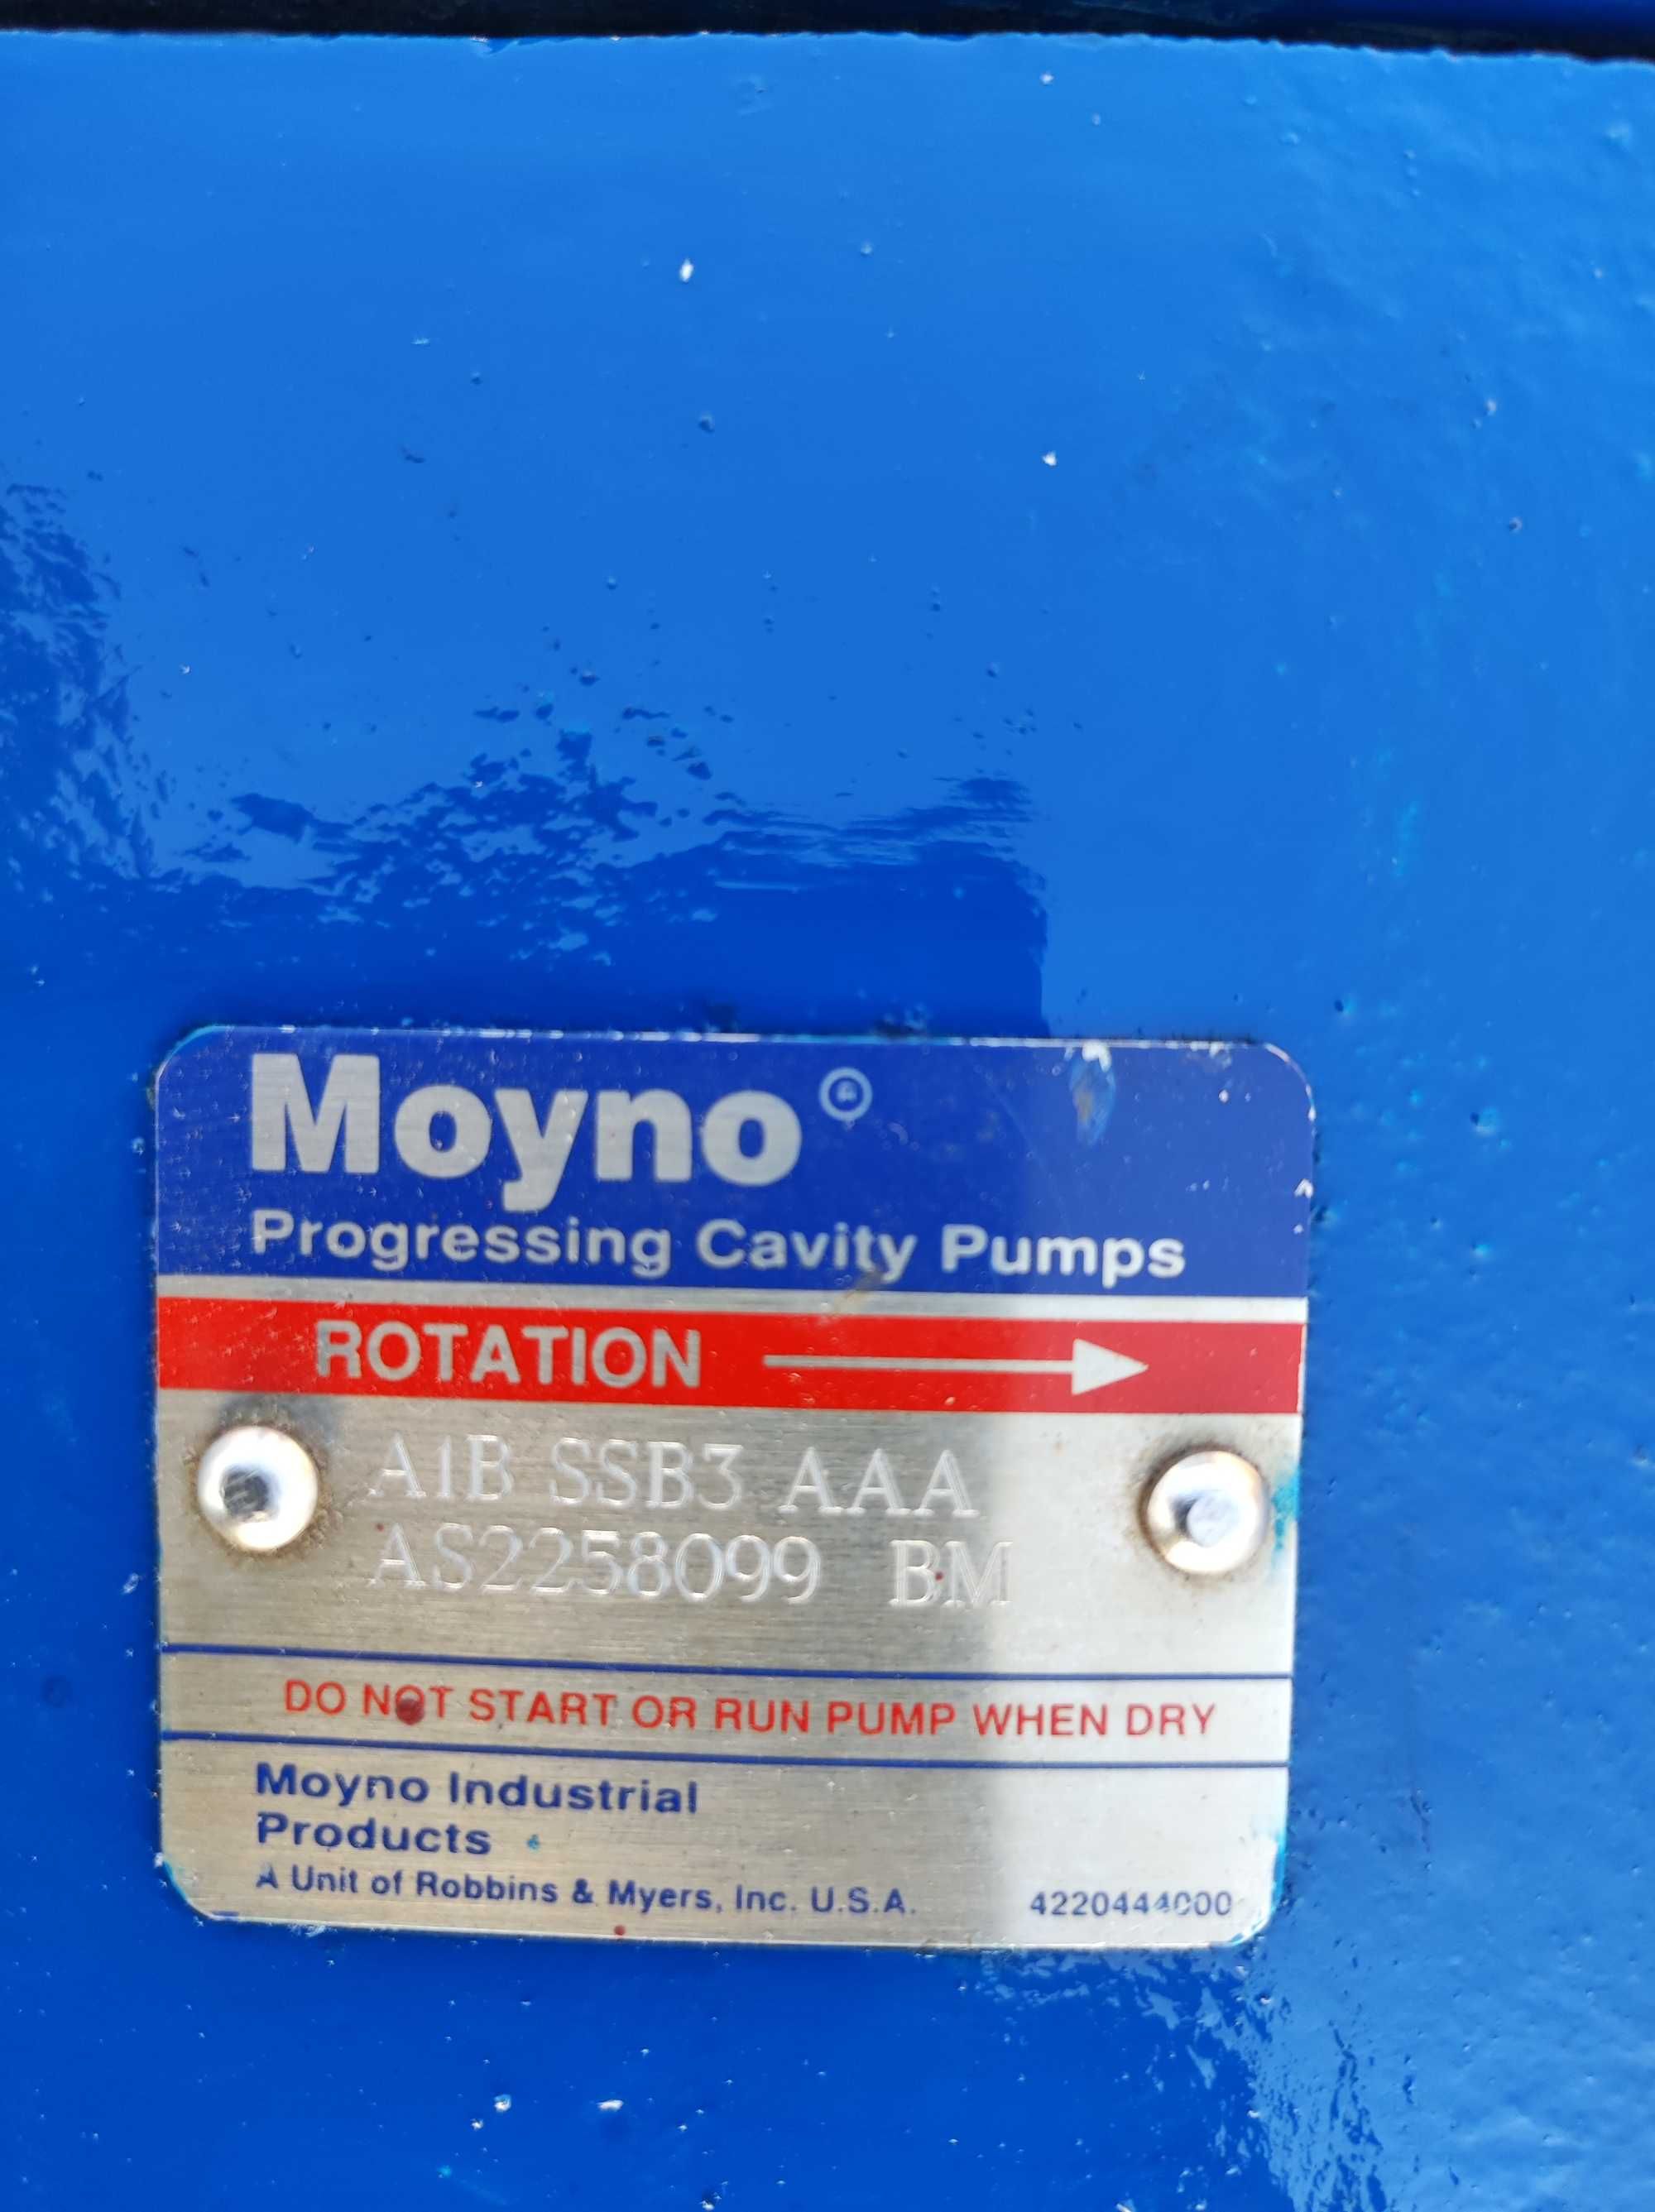 Moyno®
Progressing Cavity Pumps
ROTATION
A1B SSB3 AAA
AS2258099 BM
DO NOT START OR RUN PUMP WHEN DRY
Moyno Industrial
Products
A Unit of Robbins & Myers, Inc. U.S.A.
4220444000